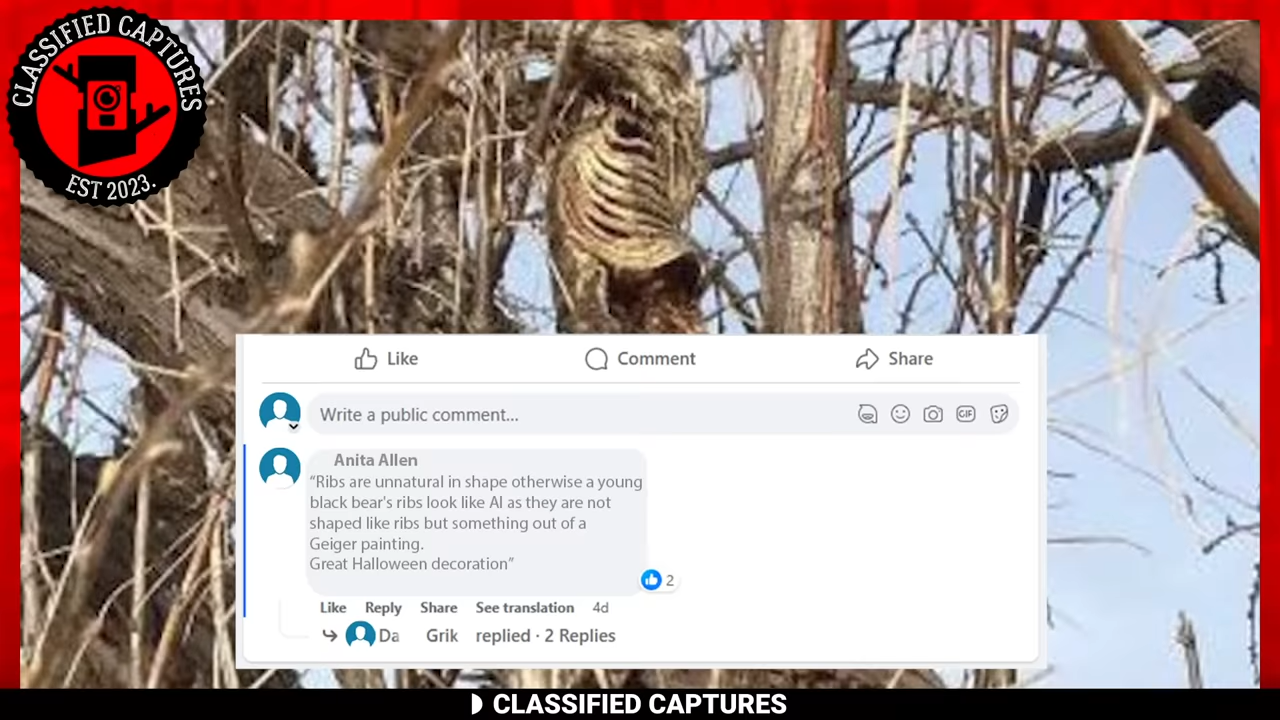 CLASSIFIED CAPTURES
EST 2023.
Like Comment Share
Write a public comment...
GIF
Anita Allen
“Ribs are unnatural in shape otherwise a young
black bear's ribs look like AI as they are not
shaped like ribs but something out of a
Geiger painting.
Great Halloween decoration”
2
Like Reply Share See translation 4d
Da Grik replied · 2 Replies
CLASSIFIED CAPTURES